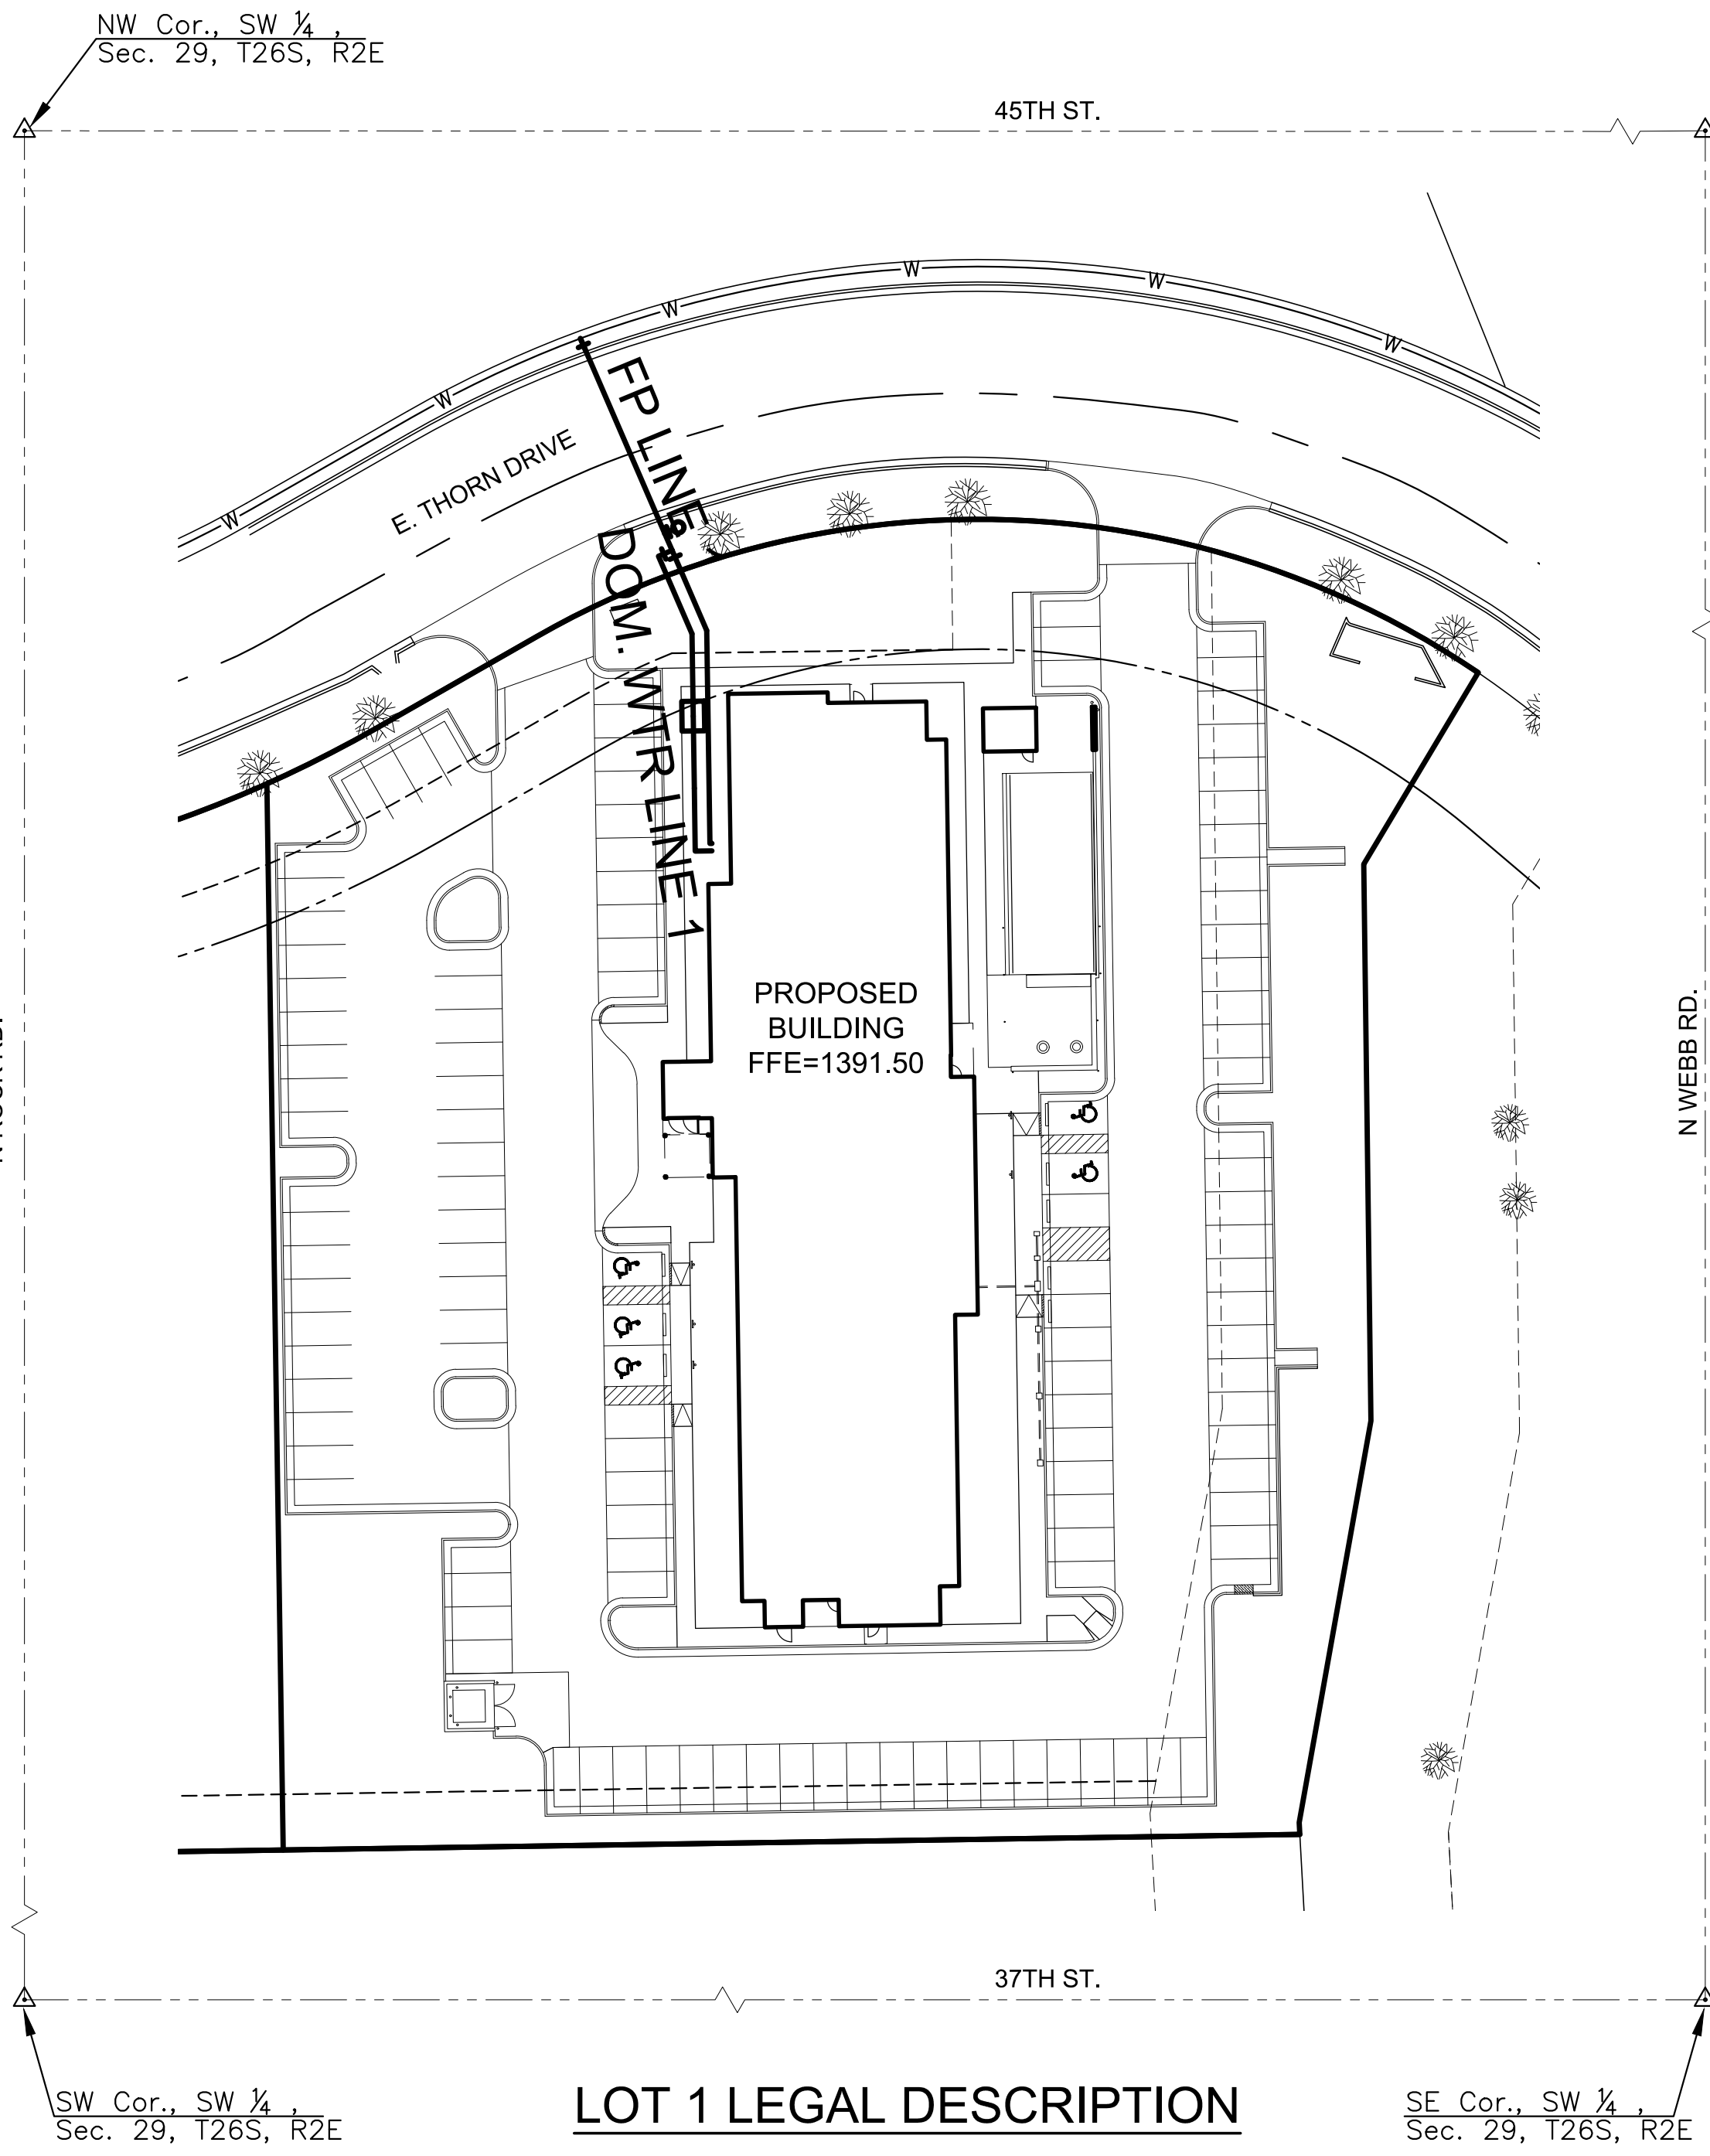 NW Cor., SW ¼ ,
Sec. 29, T26S, R2E
45TH ST.
W
W
W
W
W
W
FP LINE 1
E. THORN DRIVE
&
DOM. WTR LINE 1
PROPOSED
BUILDING
FFE=1391.50
N WEBB RD.
37TH ST.
SW Cor., SW ¼ ,
Sec. 29, T26S, R2E
LOT 1 LEGAL DESCRIPTION
SE Cor., SW ¼ ,
Sec. 29, T26S, R2E